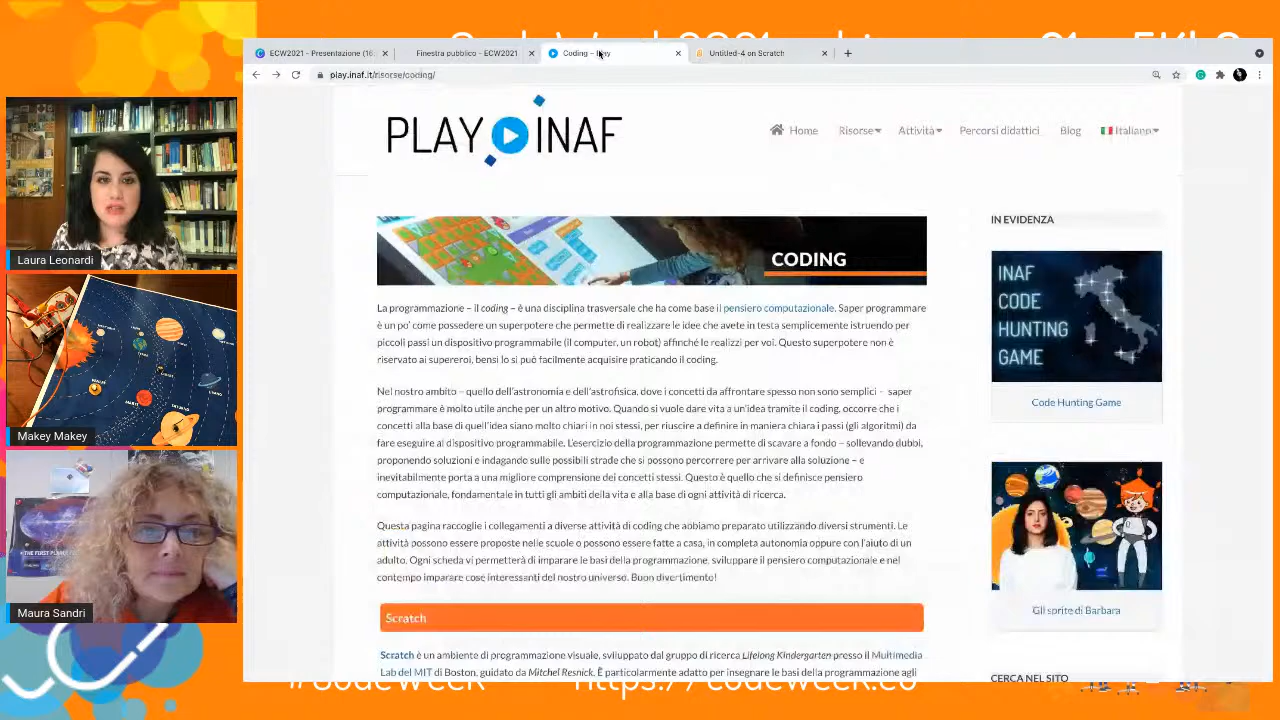 ECW2021 - Presentazione (16:
Finestra pubblico - ECW2021
Coding –
Untitled-4 on Scratch
play.inaf.it/risorse/coding/
PLAY INAF
Home
Risorse
Attività
Percorsi didattici
Blog
Italiano
CODING
La programmazione – il coding – è una disciplina trasversale che ha come base il pensiero computazionale. Saper programmare
è un po' come possedere un superpotere che permette di realizzare le idee che avete in testa semplicemente istruendo per
piccoli passi un dispositivo programmabile (il computer, un robot) affinché le realizzi per voi. Questo superpotere non è
riservato ai supereroi, bensì lo si può facilmente acquisire praticando il coding.
Nel nostro ambito – quello dell'astronomia e dell'astrofisica, dove i concetti da affrontare spesso non sono semplici – saper
programmare è molto utile anche per un altro motivo. Quando si vuole dare vita a un'idea tramite il coding, occorre che i
concetti alla base di quell'idea siano molto chiari in noi stessi, per riuscire a definire in maniera chiara i passi (gli algoritmi) da
fare eseguire al dispositivo programmabile. L'esercizio della programmazione permette di scavare a fondo – sollevando dubbi,
proponendo soluzioni e indagando sulle possibili strade che si possono percorrere per arrivare alla soluzione – e
inevitabilmente porta a una migliore comprensione dei concetti stessi. Questo è quello che si definisce pensiero
computazionale, fondamentale in tutti gli ambiti della vita e alla base di ogni attività di ricerca.
Questa pagina raccoglie i collegamenti a diverse attività di coding che abbiamo preparato utilizzando diversi strumenti. Le
attività possono essere proposte nelle scuole o possono essere fatte a casa, in completa autonomia oppure con l'aiuto di un
adulto. Ogni scheda vi permetterà di imparare le basi della programmazione, sviluppare il pensiero computazionale e nel
contempo imparare cose interessanti del nostro universo. Buon divertimento!
Scratch
Scratch è un ambiente di programmazione visuale, sviluppato dal gruppo di ricerca Lifelong Kindergarten presso il Multimedia
Lab del MIT di Boston, guidato da Mitchel Resnick. È particolarmente adatto per insegnare le basi della programmazione agli
IN EVIDENZA
INAF
CODE
HUNTING
GAME
Code Hunting Game
Gli sprite di Barbara
CERCA NEL SITO
Laura Leonardi
Makey Makey
Maura Sandri
#CodeWeek
https://codeweek.eu